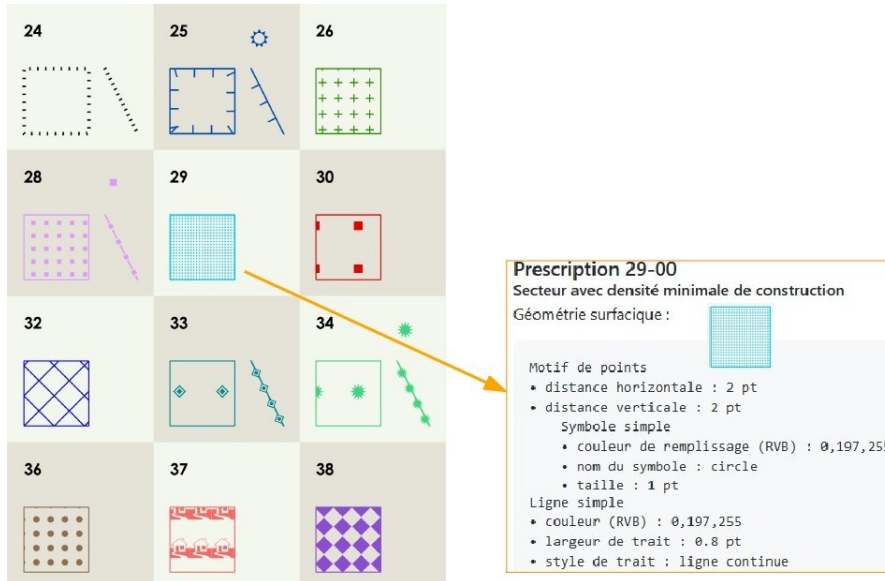 24
25
26
28
29
30
32
33
34
36
37
38
Prescription 29-00
Secteur avec densité minimale de construction
Géométrie surfacique :
Motif de points
• distance horizontale : 2 pt
• distance verticale : 2 pt
Symbole simple
• couleur de remplissage (RVB) : 0,197,255
• nom du symbole : circle
• taille : 1 pt
Ligne simple
• couleur (RVB) : 0,197,255
• largeur de trait : 0.8 pt
• style de trait : ligne continue